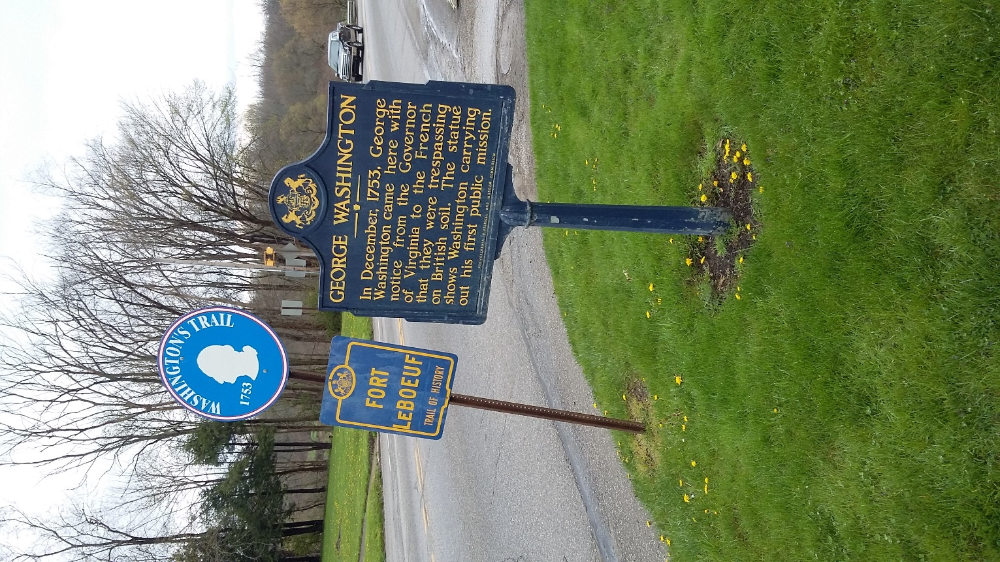 WASHINGTON'S TRAIL
1753
FORT
LEBOEUF
TRAIL OF HISTORY
GEORGE WASHINGTON
In December, 1753, George
Washington came here with
notice from the Governor
of Virginia to the French
that they were trespassing
on British soil. The statue
shows Washington carrying
out his first public mission.
PENNSYLVANIA HISTORICAL AND MUSEUM COMMISSION